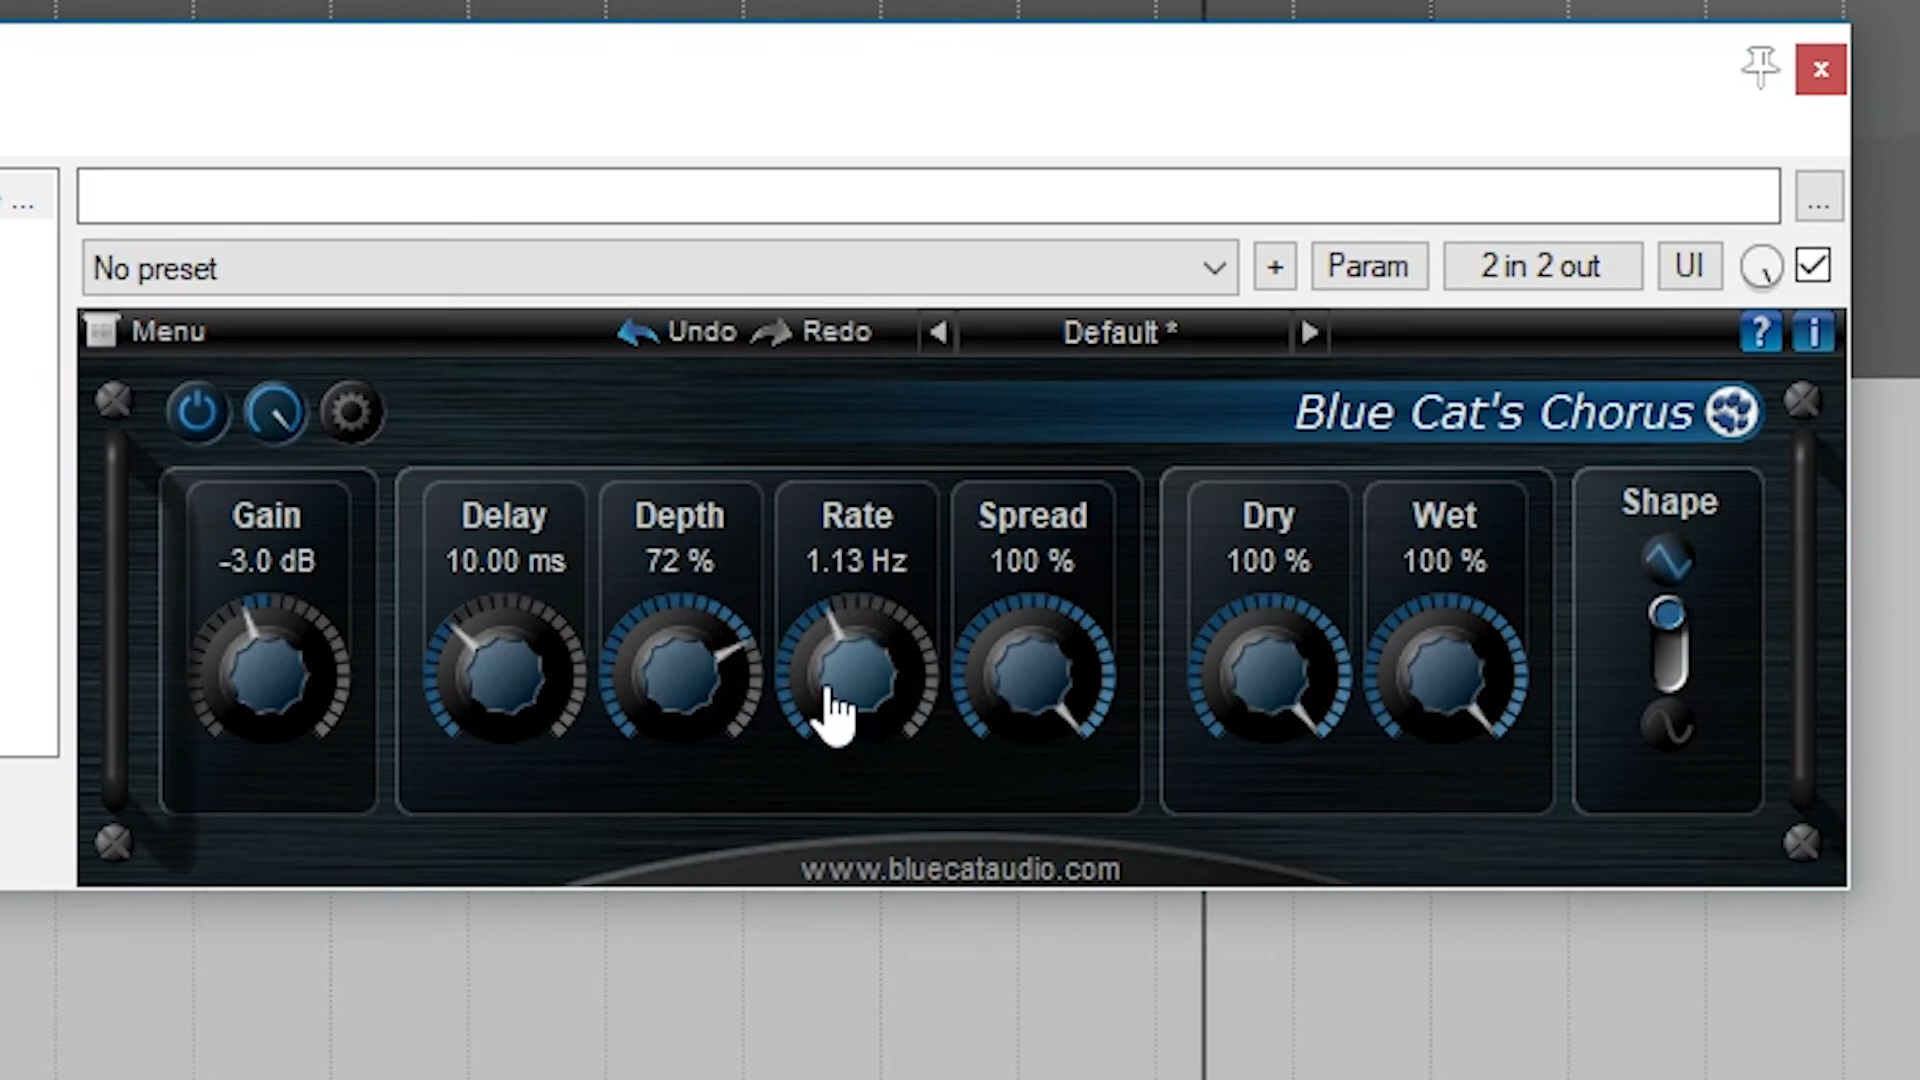 x
...
...
No preset
+
Param
2 in 2 out
UI
Menu
Undo
Redo
Default *
?
i
Blue Cat's Chorus
Gain
-3.0 dB
Delay
10.00 ms
Depth
72 %
Rate
1.13 Hz
Spread
100 %
Dry
100 %
Wet
100 %
Shape
www.bluecataudio.com